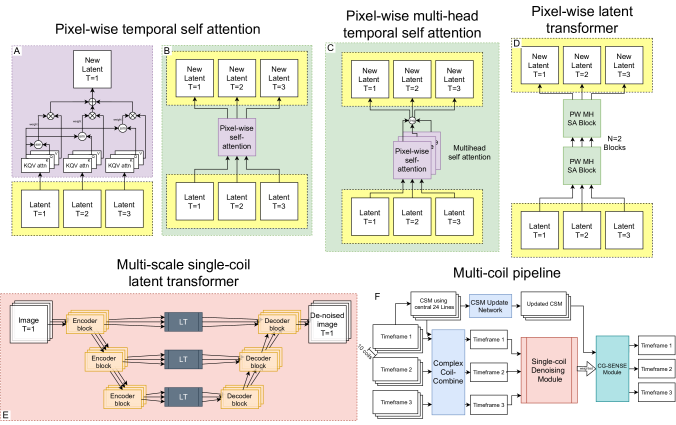 Pixel-wise temporal self attention
A
New
Latent
T=1
weight
weight
weight
KQV attn
KQV attn
KQV attn
Latent
T=1
Latent
T=2
Latent
T=3
B
New
Latent
T=1
New
Latent
T=2
New
Latent
T=3
Pixel-wise
self-
attention
Latent
T=1
Latent
T=2
Latent
T=3
Pixel-wise multi-head
temporal self attention
C
New
Latent
T=1
New
Latent
T=2
New
Latent
T=3
Pixel-wise
self-
attention
Multihead
self attention
Latent
T=1
Latent
T=2
Latent
T=3
Pixel-wise latent
transformer
D
New
Latent
T=1
New
Latent
T=2
New
Latent
T=3
PW MH
SA Block
N=2
Blocks
PW MH
SA Block
Latent
T=1
Latent
T=2
Latent
T=3
Multi-scale single-coil
latent transformer
Image
T=1
Encoder
block
LT
Decoder
block
De-noised
image
T=1
Encoder
block
LT
Decoder
block
Encoder
block
LT
Decoder
block
E
Multi-coil pipeline
F
CSM using
central 24 Lines
CSM Update
Network
Updated CSM
Timeframe 1
Timeframe 2
Timeframe 3
10 coils
Complex
Coil-
Combine
Timeframe 1
Timeframe 2
Timeframe 3
Single-coil
Denoising
Module
CG-SENSE
Module
Timeframe 1
Timeframe 2
Timeframe 3